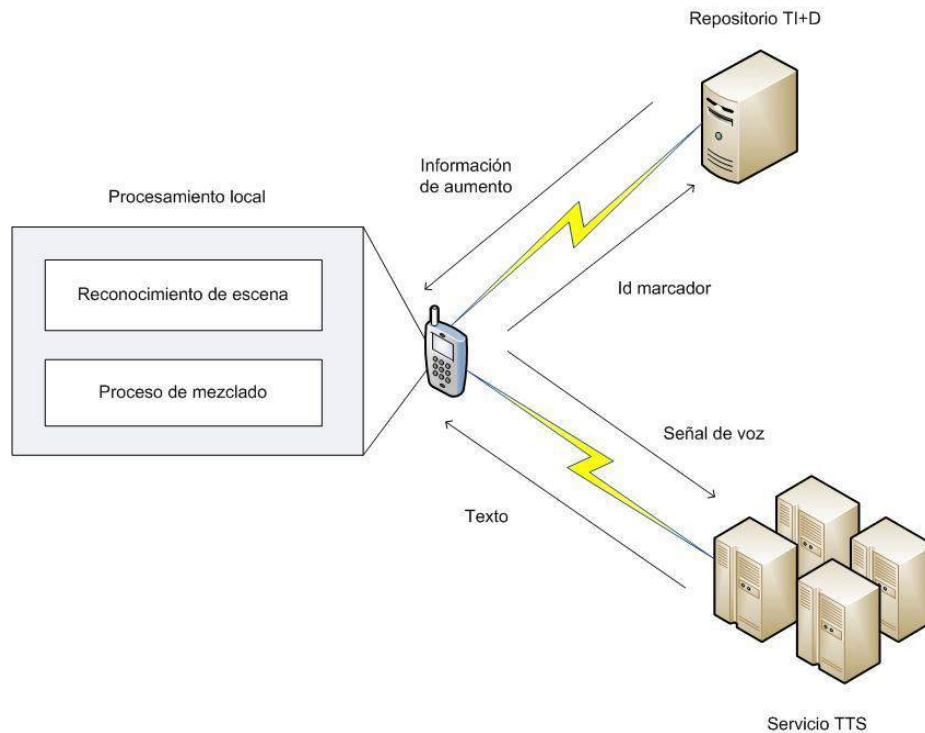 Repositorio TI+D
Información
de aumento
Procesamiento local
Reconocimiento de escena
Id marcador
Proceso de mezclado
Señal de voz
Texto
Servicio TTS